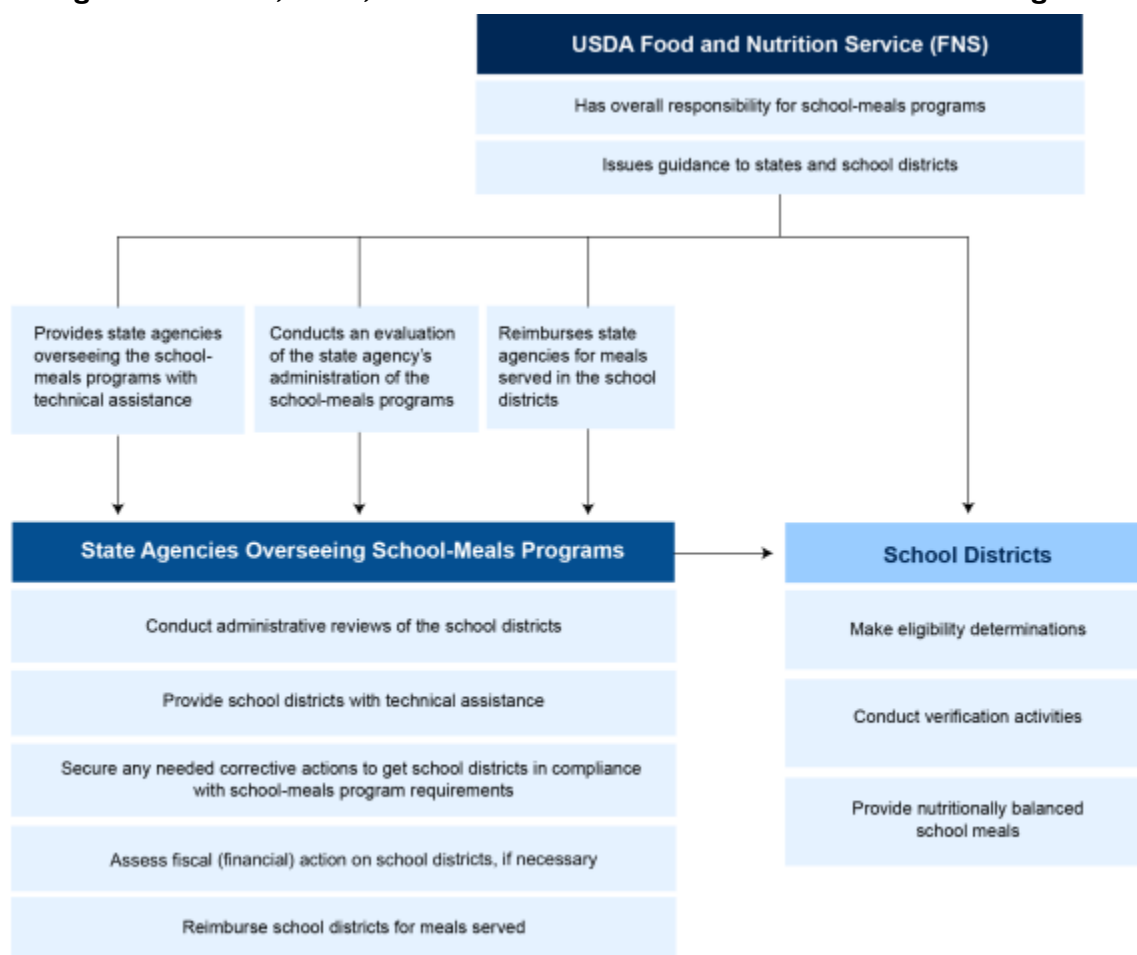 USDA Food and Nutrition Service (FNS)
Has overall responsibility for school-meals programs
Issues guidance to states and school districts
Provides state agencies
overseeing the school-
meals programs with
technical assistance
Conducts an evaluation
of the state agency's
administration of the
school-meals programs
Reimburses state
agencies for meals
served in the school
districts
State Agencies Overseeing School-Meals Programs
Conduct administrative reviews of the school districts
Provide school districts with technical assistance
Secure any needed corrective actions to get school districts in compliance
with school-meals program requirements
Assess fiscal (financial) action on school districts, if necessary
Reimburse school districts for meals served
School Districts
Make eligibility determinations
Conduct verification activities
Provide nutritionally balanced
school meals